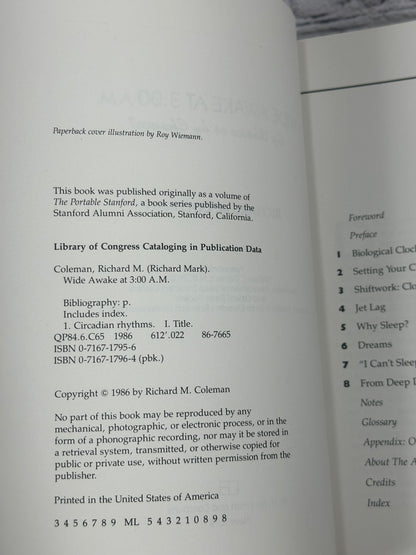 Paperback cover illustration by Roy Wiemann.
This book was published originally as a volume of
The Portable Stanford, a book series published by the
Stanford Alumni Association, Stanford, California.
Library of Congress Cataloging in Publication Data
Coleman, Richard M. (Richard Mark).
Wide Awake at 3:00 A.M.
Bibliography: p.
Includes index.
1. Circadian rhythms. I. Title.
QP84.6.C65 1986 612'.022 86-7665
ISBN 0-7167-1795-6
ISBN 0-7167-1796-4 (pbk.)
Copyright © 1986 by Richard M. Coleman
No part of this book may be reproduced by any
mechanical, photographic, or electronic process, or in the
form of a phonographic recording, nor may it be stored in
a retrieval system, transmitted, or otherwise copied for
public or private use, without written permission from the
publisher.
Printed in the United States of America
3 4 5 6 7 8 9 ML 5 4 3 2 1 0 8 9 8
Foreword
Preface
1 Biological Clock
2 Setting Your C
3 Shiftwork: Clo
4 Jet Lag
5 Why Sleep?
6 Dreams
7 "I Can't Sleep
8 From Deep
Notes
Glossary
Appendix: O
About The A
Credits
Index